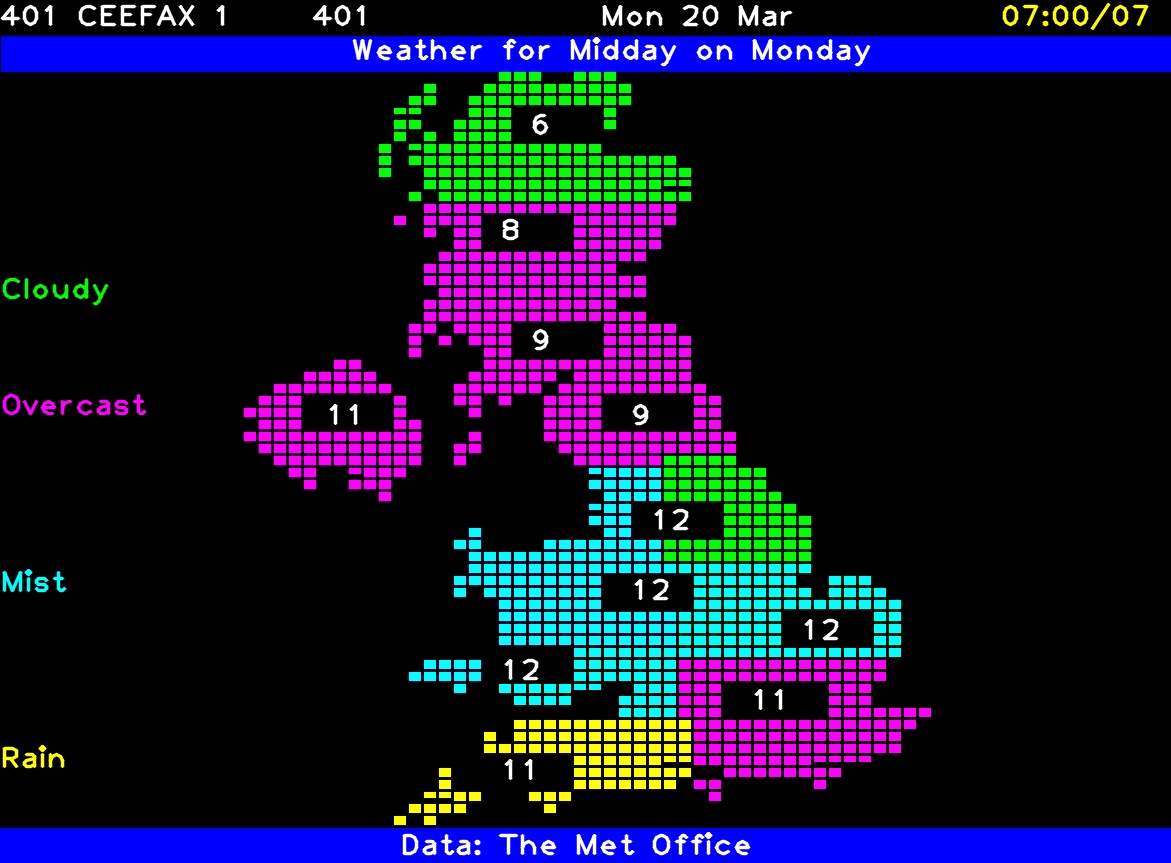 401 CEEFAX 1 401 Mon 20 Mar 07:00/07
Weather for Midday on Monday
6
8
Cloudy
9
Overcast
11 9
12
Mist
12
12
12
11
Rain
11
Data: The Met Office